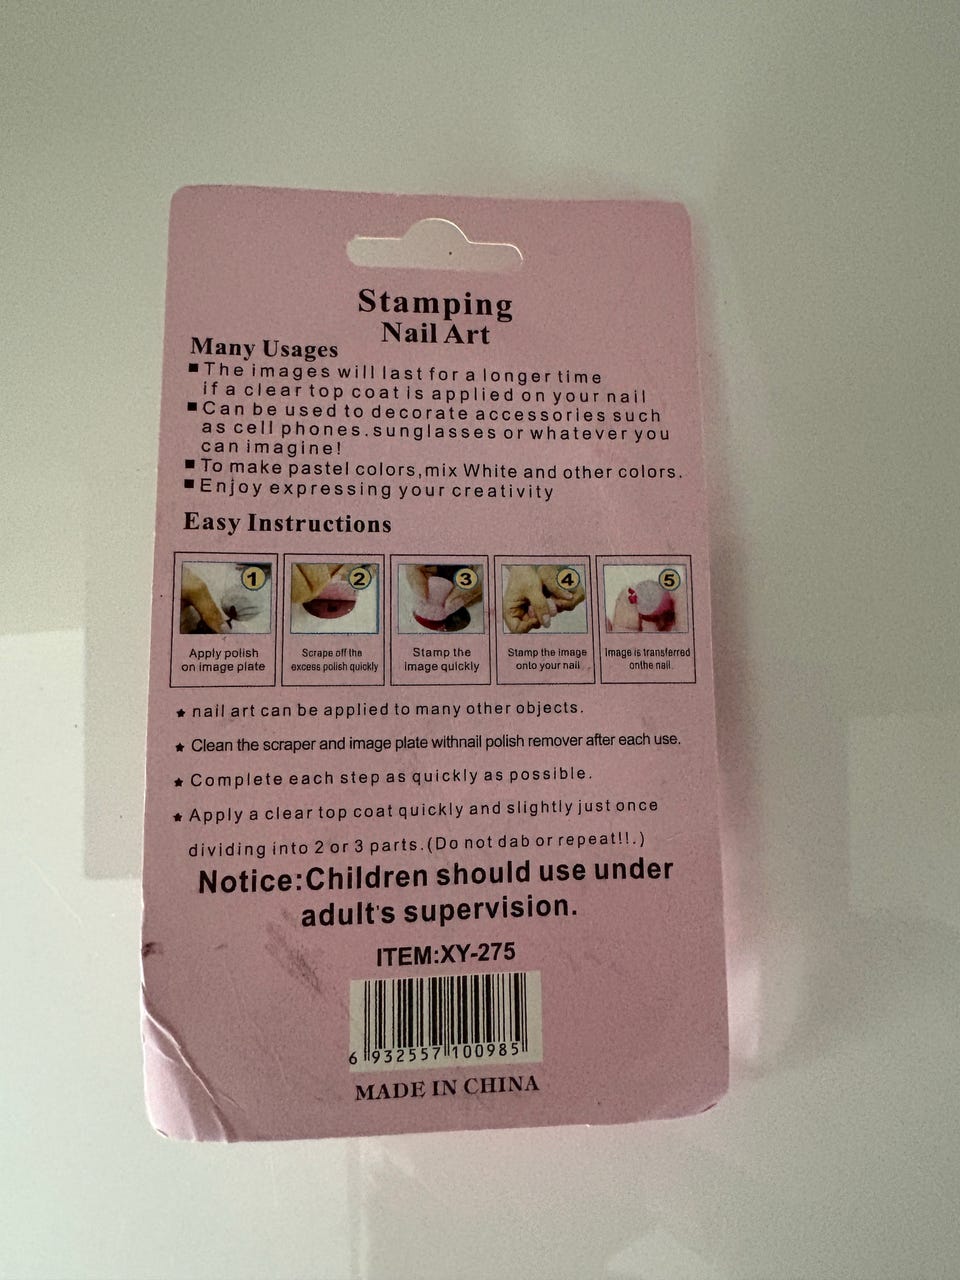 Stamping
Nail Art
Many Usages
■The images will last for a longer time
if a clear top coat is applied on your nail
■Can be used to decorate accessories such
as cell phones.sunglasses or whatever you
can imagine!
■To make pastel colors,mix White and other colors.
■Enjoy expressing your creativity
Easy Instructions
1
Apply polish
on image plate
2
Scrape off the
excess polish quickly
3
Stamp the
image quickly
4
Stamp the image
onto your nail
5
Image is transferred
onthe nail
★ nail art can be applied to many other objects.
★ Clean the scraper and image plate withnail polish remover after each use.
★ Complete each step as quickly as possible.
★ Apply a clear top coat quickly and slightly just once
dividing into 2 or 3 parts.(Do not dab or repeat!!.)
Notice:Children should use under
adult's supervision.
ITEM:XY-275
6 932557 100985
MADE IN CHINA